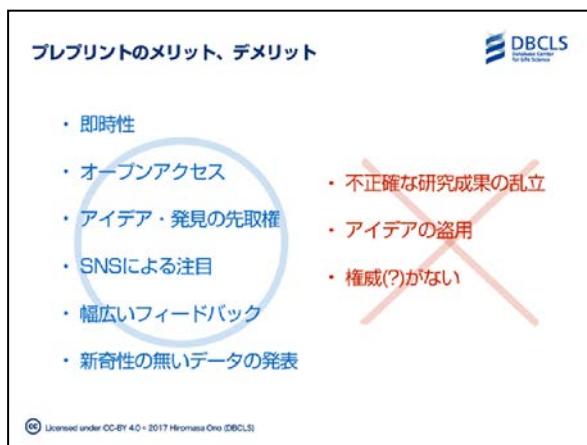 プレプリントのメリット、デメリット
DBCLS
Database Center
for Life Science
・ 即時性
・ オープンアクセス
・ アイデア・発見の先取権
・ SNSによる注目
・ 幅広いフィードバック
・ 新奇性の無いデータの発表
・ 不正確な研究成果の乱立
・ アイデアの盗用
・ 権威(?)がない
cc Licensed under CC-BY 4.0 © 2017 Hiromasa Ono (DBCLS)